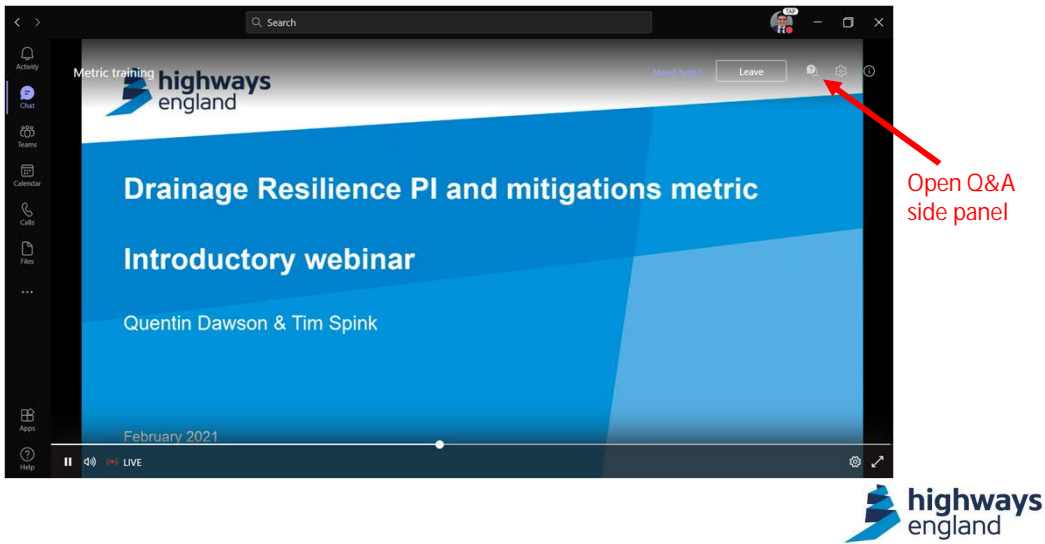 Search
TAP
Activity
Chat
Teams
Calendar
Calls
Files
Apps
Help
Metric training
highways
england
Need help?
Leave
Drainage Resilience PI and mitigations metric
Introductory webinar
Quentin Dawson & Tim Spink
February 2021
LIVE
Open Q&A
side panel
highways
england